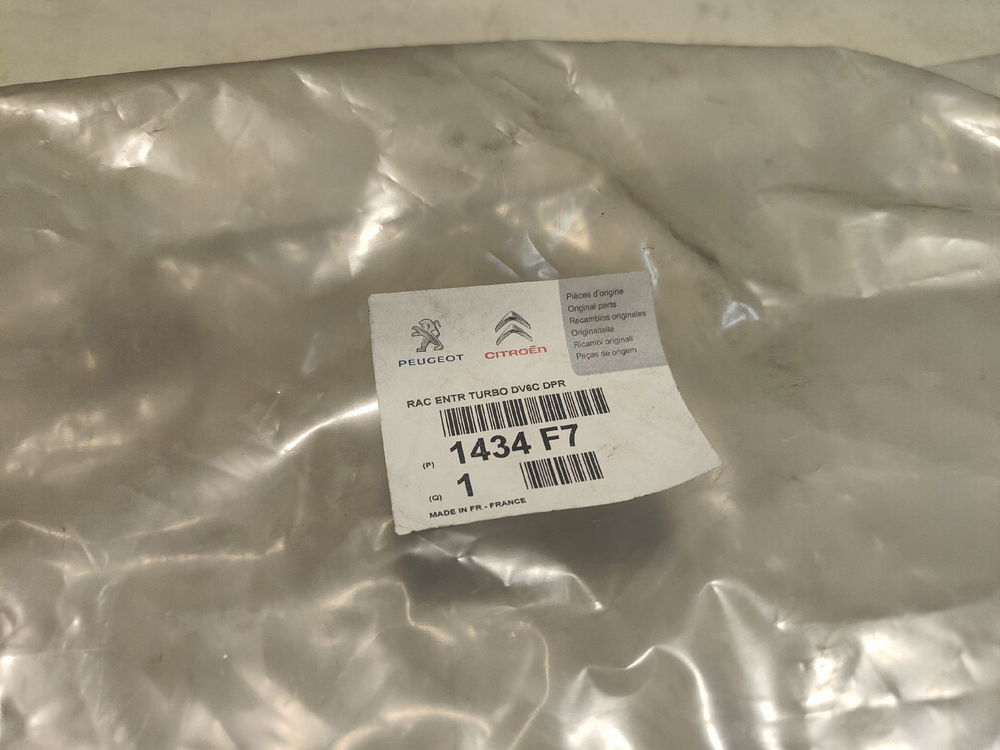 PEUGEOT
CITROËN
Pièces d'origine
Original parts
Recambios originales
Originalteile
Ricambi originali
Peças de origem
RAC ENTR TURBO DV6C DPR
(P) 1434 F7
(Q) 1
MADE IN FR - FRANCE